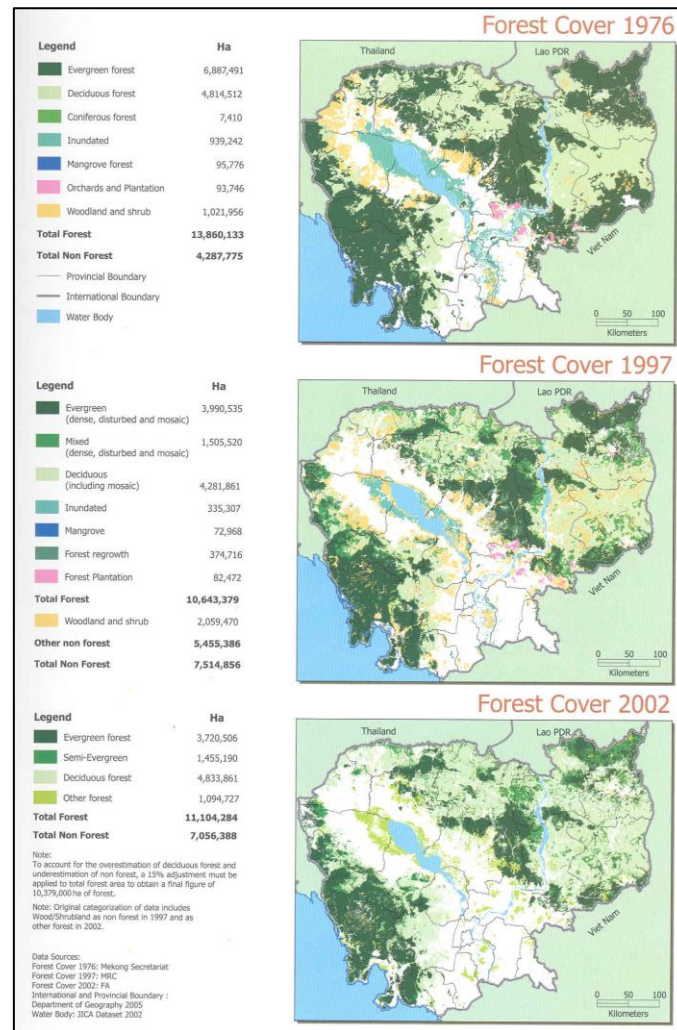 Forest Cover 1976
Legend Ha
Evergreen forest 6,887,491
Deciduous forest 4,814,512
Coniferous forest 7,410
Inundated 939,242
Mangrove forest 95,776
Orchards and Plantation 93,746
Woodland and shrub 1,021,956
Total Forest 13,860,133
Total Non Forest 4,287,775
Provincial Boundary
International Boundary
Water Body
Thailand Lao PDR
Viet Nam
0 50 100
Kilometers
Forest Cover 1997
Legend Ha
Evergreen 3,990,535
(dense, disturbed and mosaic)
Mixed 1,505,520
(dense, disturbed and mosaic)
Deciduous
(including mosaic) 4,281,861
Inundated 335,307
Mangrove 72,968
Forest regrowth 374,716
Forest Plantation 82,472
Total Forest 10,643,379
Woodland and shrub 2,059,470
Other non forest 5,455,386
Total Non Forest 7,514,856
Thailand Lao PDR
Viet Nam
0 50 100
Kilometers
Forest Cover 2002
Legend Ha
Evergreen forest 3,720,506
Semi-Evergreen 1,455,190
Deciduous forest 4,833,861
Other forest 1,094,727
Total Forest 11,104,284
Total Non Forest 7,056,388
Note:
To account for the overestimation of deciduous forest and
underestimation of non forest, a 15% adjustment must be
applied to total forest area to obtain a final figure of
10,379,000 ha of forest.
Note: Original categorization of data includes
Wood/Shrubland as non forest in 1997 and as
other forest in 2002.
Data Sources:
Forest Cover 1976: Mekong Secretariat
Forest Cover 1997: MRC
Forest Cover 2002: FA
International and Provincial Boundary :
Department of Geography 2005
Water Body: JICA Dataset 2002
Thailand Lao PDR
Viet Nam
0 50 100
Kilometers